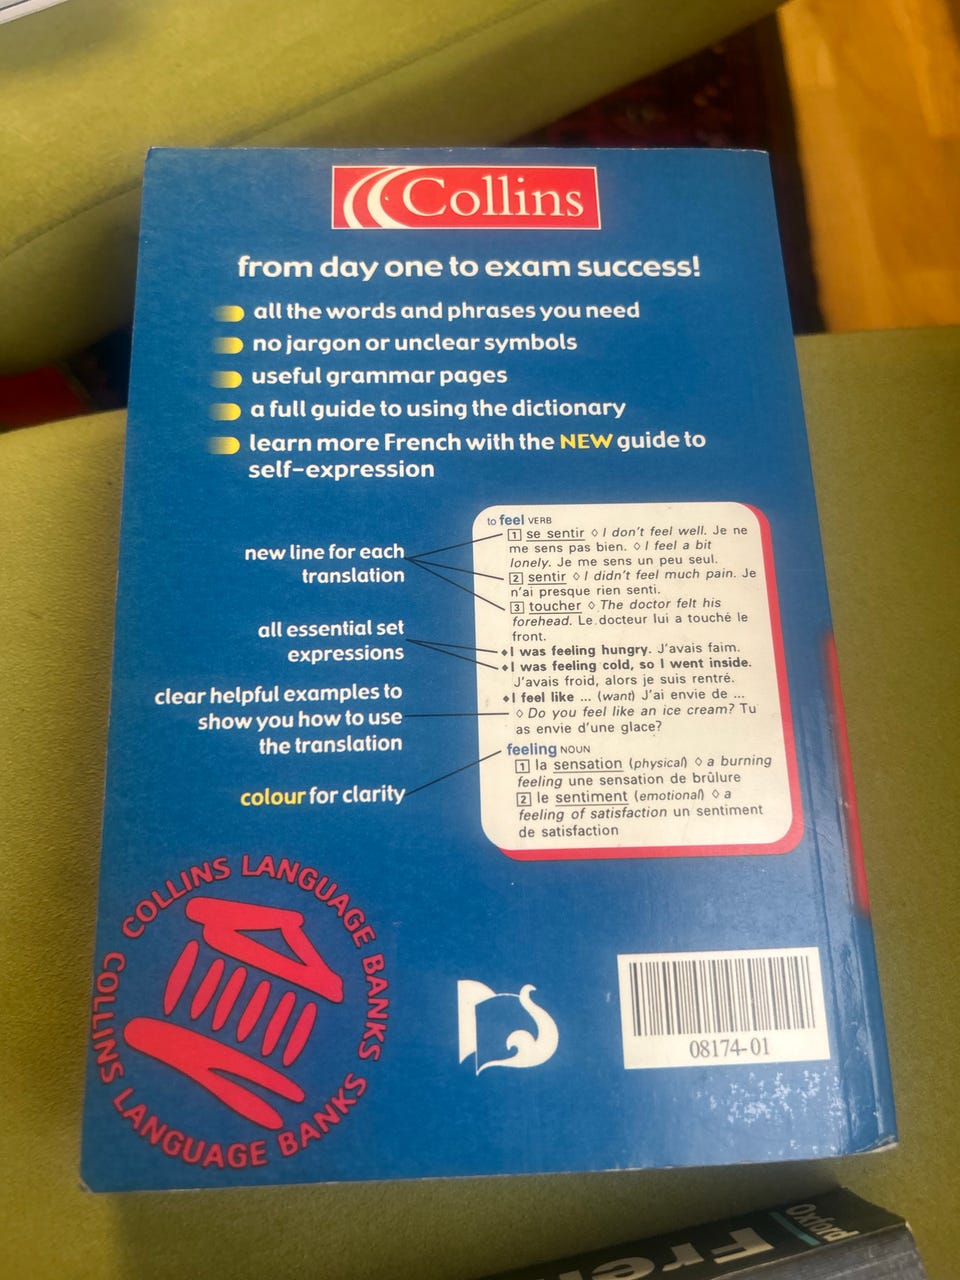 Collins
from day one to exam success!
all the words and phrases you need
no jargon or unclear symbols
useful grammar pages
a full guide to using the dictionary
learn more French with the NEW guide to
self-expression
new line for each
translation
all essential set
expressions
clear helpful examples to
show you how to use
the translation
colour for clarity
to feel VERB
1 se sentir ◊ I don't feel well. Je ne
me sens pas bien. ◊ I feel a bit
lonely. Je me sens un peu seul.
2 sentir ◊ I didn't feel much pain. Je
n'ai presque rien senti.
3 toucher ◊ The doctor felt his
forehead. Le docteur lui a touché le
front.
◆I was feeling hungry. J'avais faim.
◆I was feeling cold, so I went inside.
J'avais froid, alors je suis rentré.
◆I feel like ... (want) J'ai envie de ...
◊ Do you feel like an ice cream? Tu
as envie d'une glace?
feeling NOUN
1 la sensation (physical) ◊ a burning
feeling une sensation de brûlure
2 le sentiment (emotional) ◊ a
feeling of satisfaction un sentiment
de satisfaction
COLLINS LANGUAGE BANKS
COLLINS LANGUAGE BANKS
08174-01
Oxford